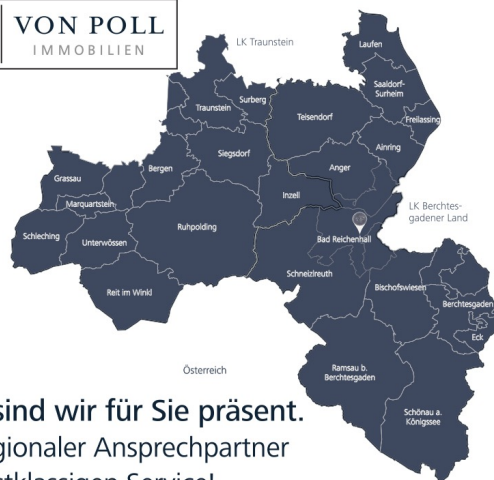 VON POLL
IMMOBILIEN
LK Traunstein
Laufen
Saaldorf-
Surheim
Surberg
Traunstein
Teisendorf
Freilassing
Ainring
Siegsdorf
Bergen
Anger
Grassau
Inzell
Marquartstein
LK Berchtes-
gadener Land
Ruhpolding
Schleching
Unterwössen
Bad Reichenhall
Schneizlreuth
Bischofswiesen
Reit im Winkl
Berchtesgaden
Eck
Österreich
Ramsau b.
Berchtesgaden
Schönau a.
Königssee
sind wir für Sie präsent.
gionaler Ansprechpartner
stklassigen Service!